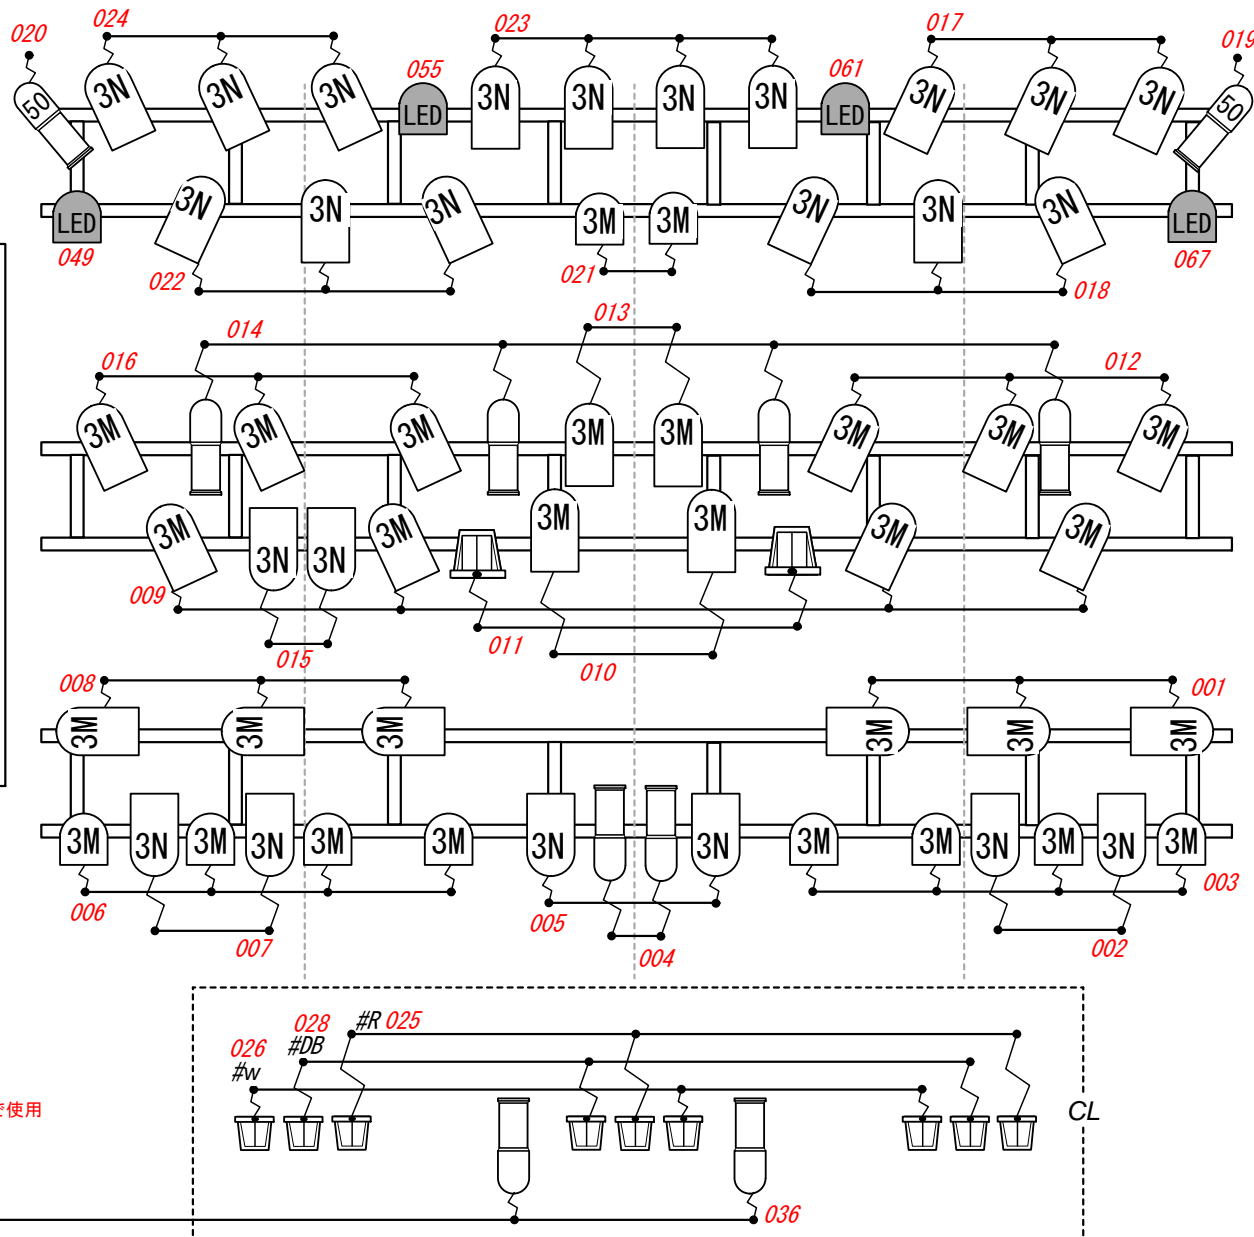 020 024 023 017 019
055 061
50 3N 3N 3N LED 3N 3N 3N 3N LED 3N 3N 3N 50
LED 3N 3N 3N 3M 3M 3N 3N 3N LED
049 022 021 018 067
013
014
016 012
3M 3M 3M 3M 3M 3M 3M 3M
3M 3N 3N 3M 3M 3M 3M 3M
009
015 011 010
008 001
3M 3M 3M 3M 3M 3M
3M 3N 3M 3N 3M 3M 3N 3N 3M 3M 3N 3M 3N 3M
006 005 003
007 004 002
028 #R 025
026 #DB
#w
使用 CL
036